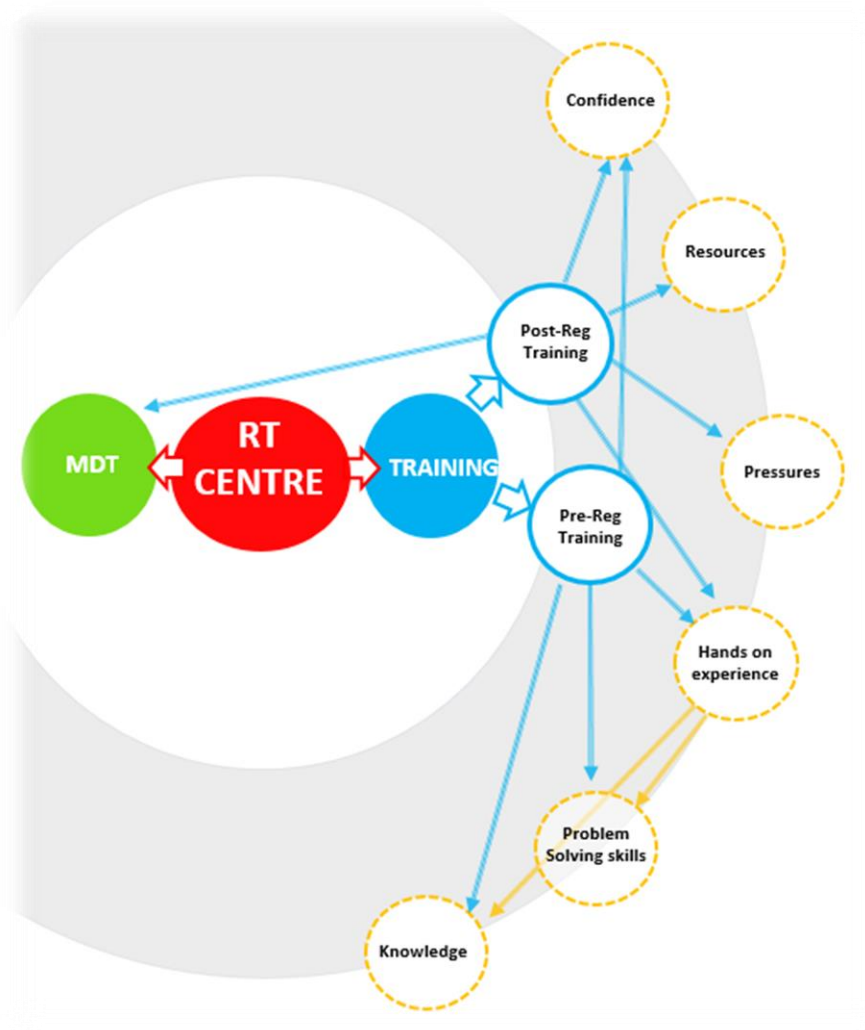 Confidence
Resources
Post-Reg
Training
MDT
RT
CENTRE
TRAINING
Pressures
Pre-Reg
Training
Hands on
experience
Problem
Solving skills
Knowledge